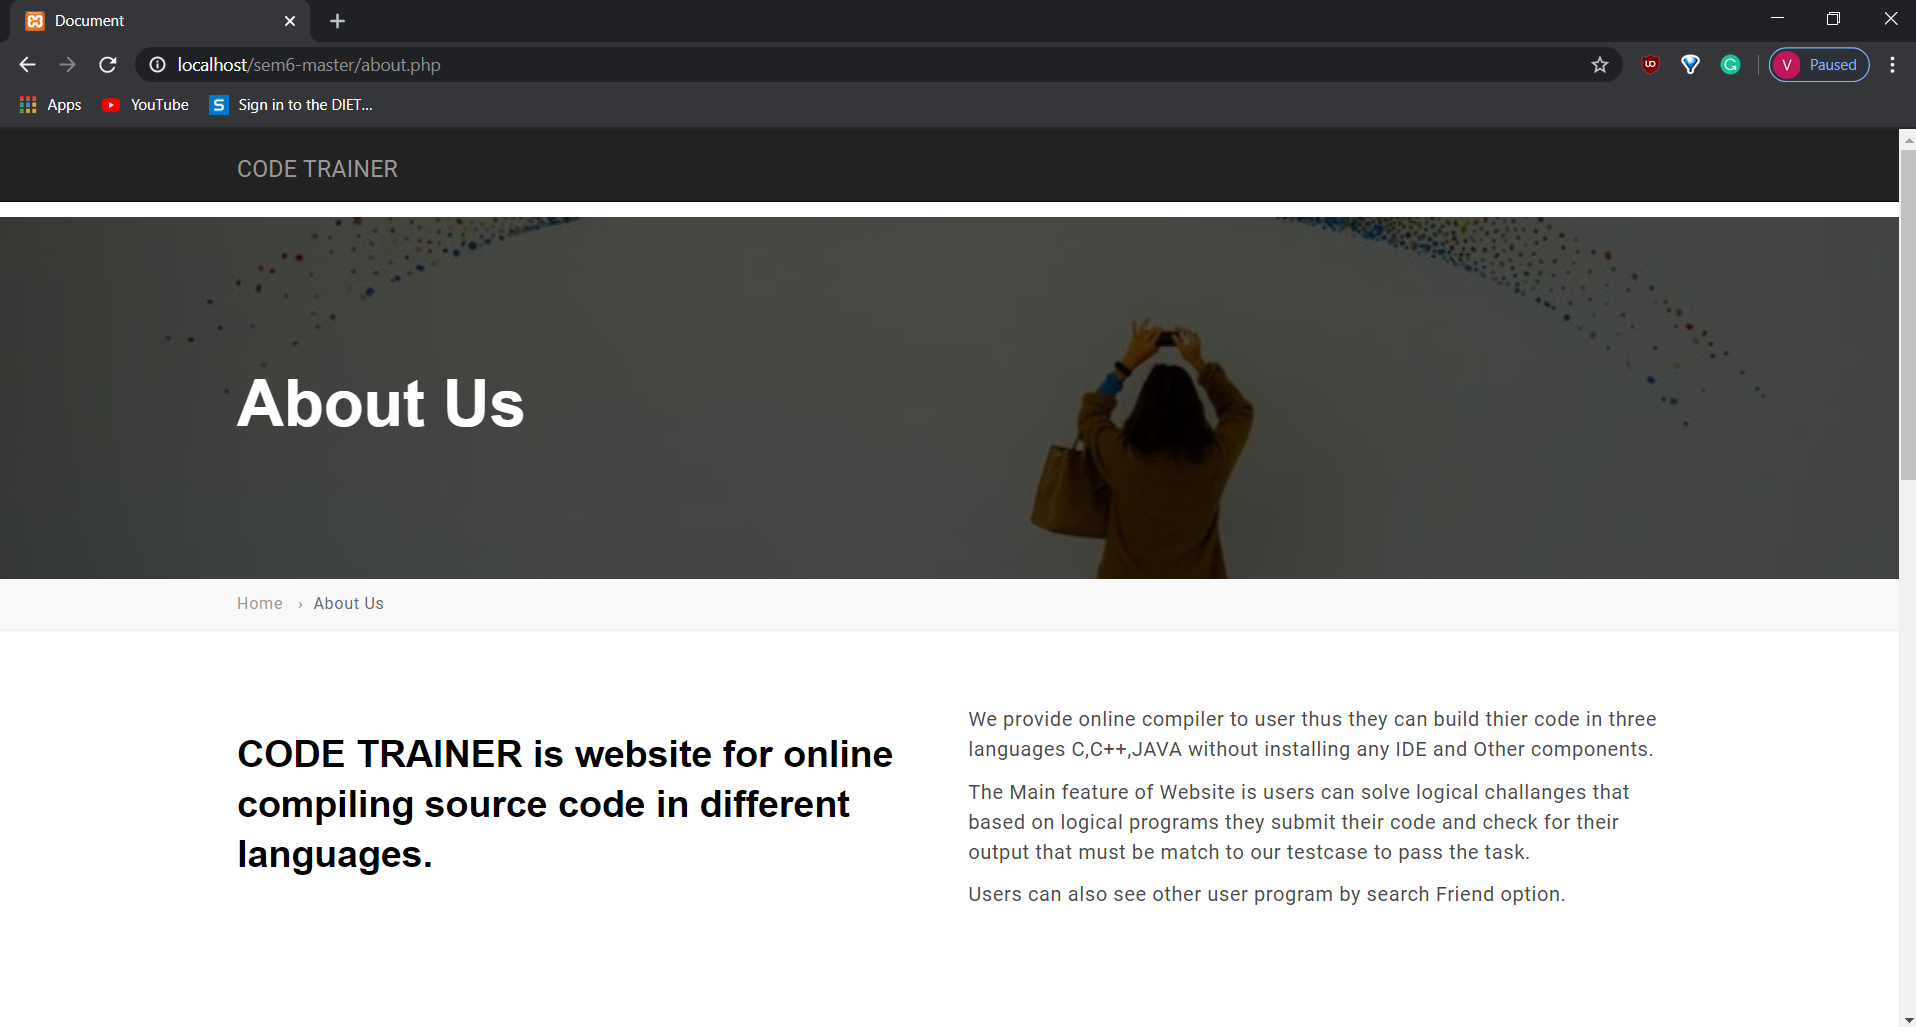 Document
localhost/sem6-master/about.php
V Paused
Apps YouTube S Sign in to the DIET...
CODE TRAINER
About Us
Home › About Us
CODE TRAINER is website for online
compiling source code in different
languages.
We provide online compiler to user thus they can build thier code in three
languages C,C++,JAVA without installing any IDE and Other components.
The Main feature of Website is users can solve logical challanges that
based on logical programs they submit their code and check for their
output that must be match to our testcase to pass the task.
Users can also see other user program by search Friend option.